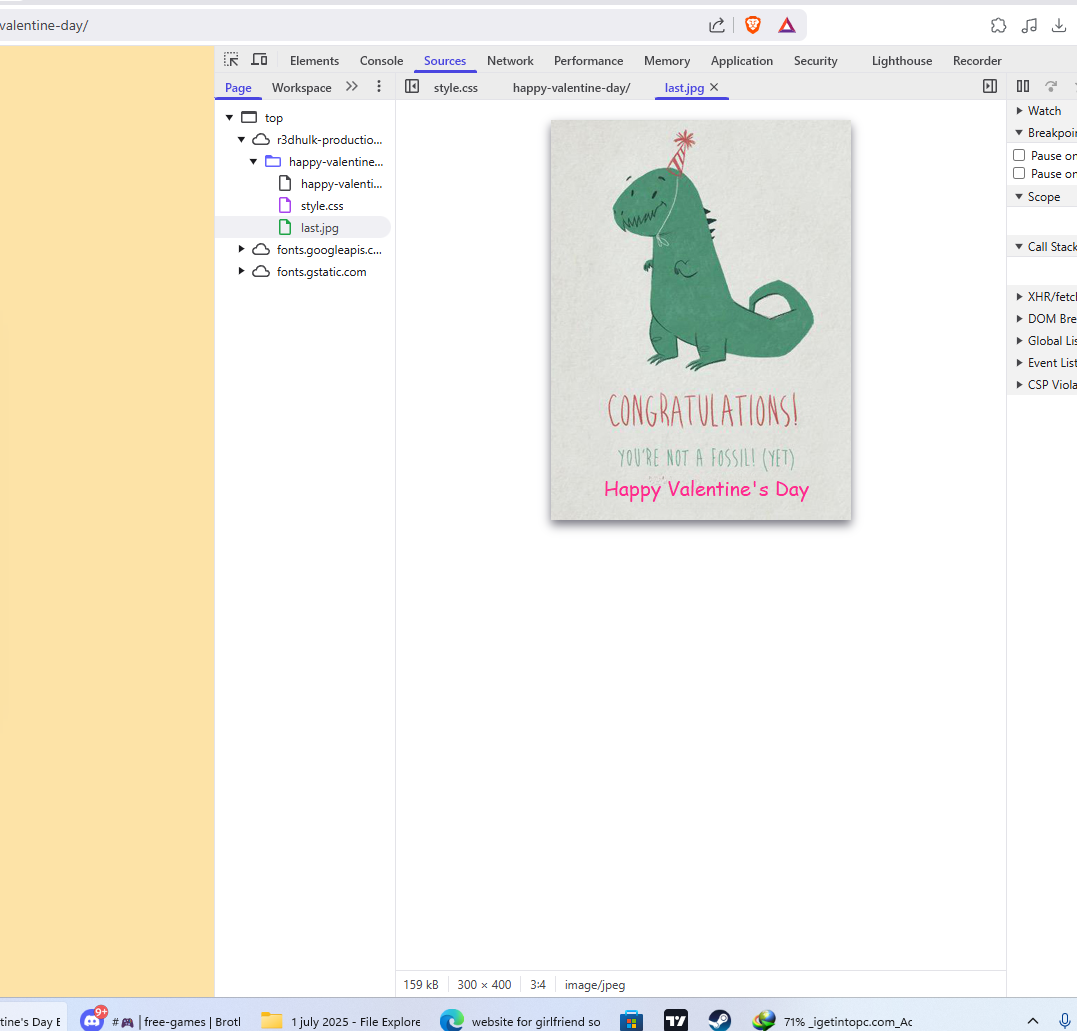 valentine-day/
Elements Console Sources Network Performance Memory Application Security Lighthouse Recorder
Page Workspace style.css happy-valentine-day/ last.jpg
top
r3dhulk-productio...
happy-valentine...
happy-valenti...
style.css
last.jpg
fonts.googleapis.c...
fonts.gstatic.com
CONGRATULATIONS!
YOU'RE NOT A FOSSIL! (YET)
Happy Valentine's Day
Watch
Breakpoi
Pause on
Pause on
Scope
Call Stack
XHR/fetc
DOM Bre
Global Lis
Event List
CSP Viola
159 kB 300 × 400 3:4 image/jpeg
tine's Day E 9+ # 🎮 | free-games | Brotl 1 july 2025 - File Explore website for girlfriend so 71% _igetintopc.com_Ac